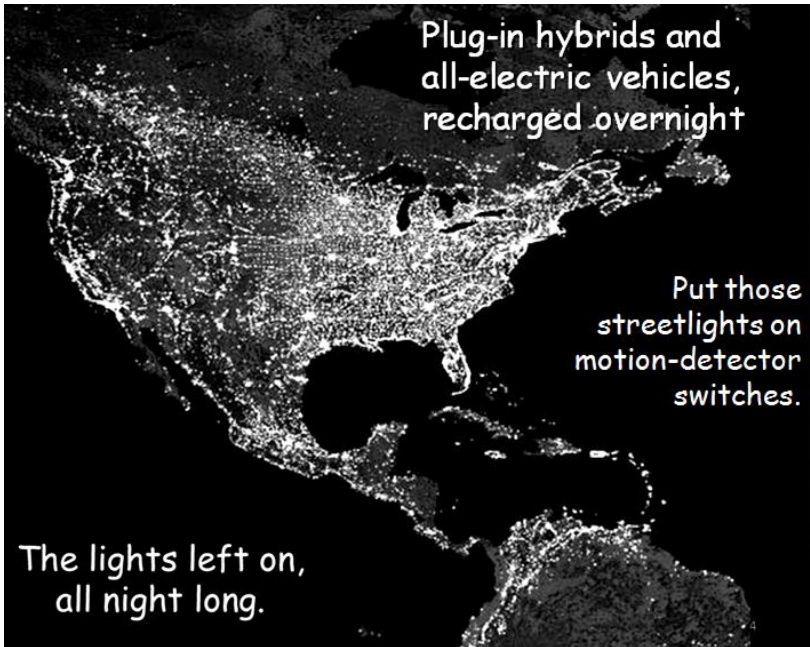 Plug-in hybrids and
all-electric vehicles,
recharged overnight
Put those
streetlights on
motion-detector
switches.
The lights left on,
all night long.